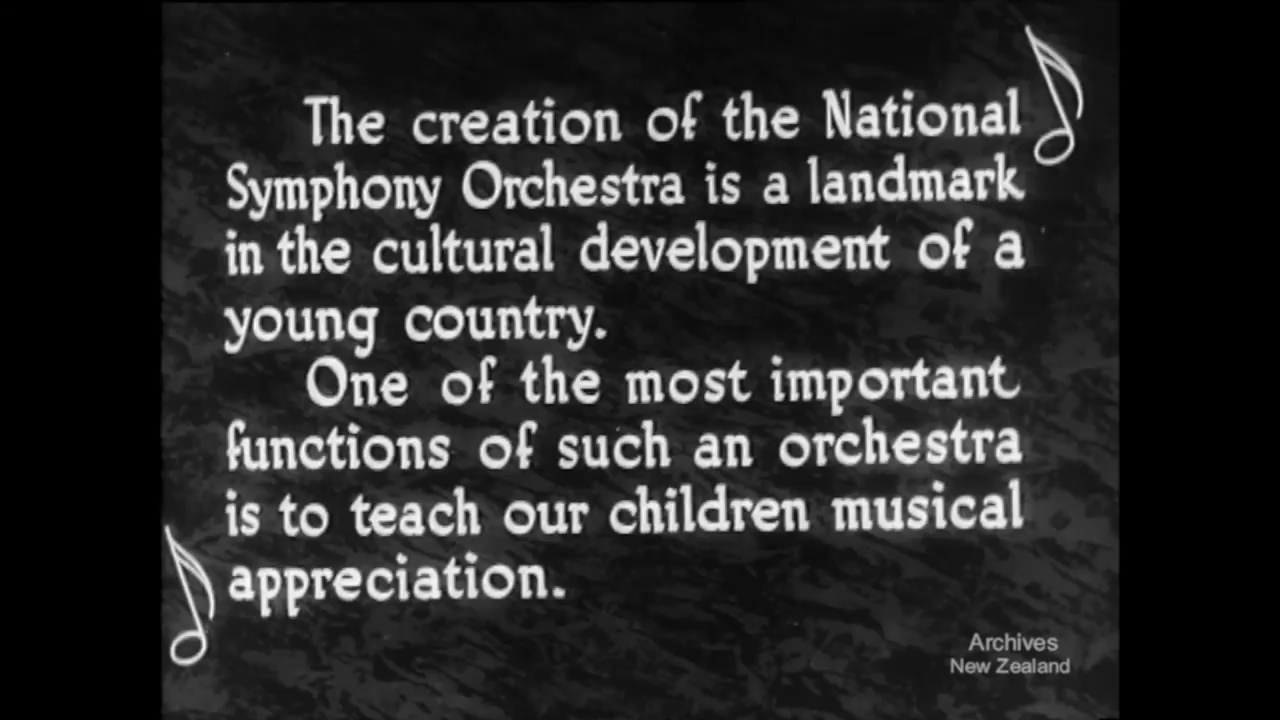 The creation of the National
Symphony Orchestra is a landmark
in the cultural development of a
young country.
One of the most important
functions of such an orchestra
is to teach our children musical
appreciation.
Archives
New Zealand